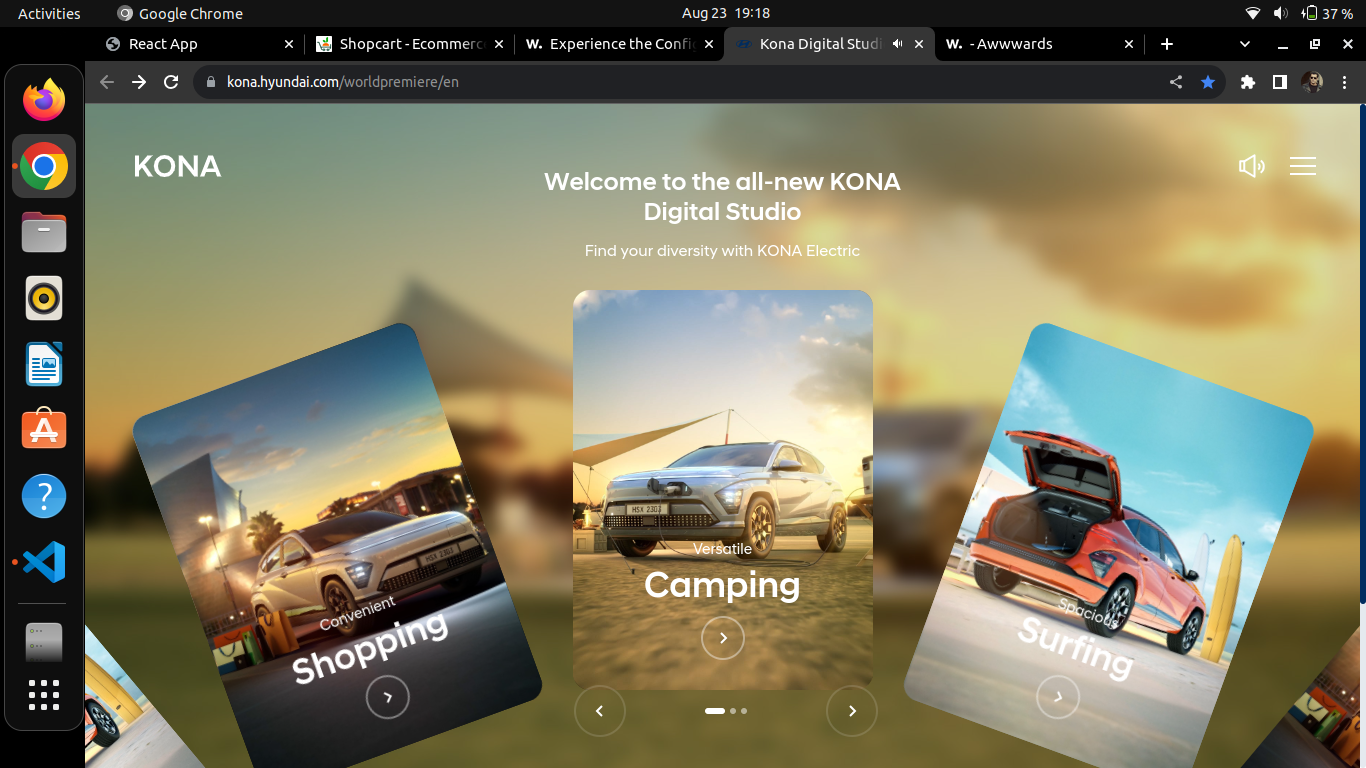 Activities
Google Chrome
Aug 23 19:18
37 %
React App
Shopcart - Ecommerc
W. Experience the Config
Kona Digital Studi
W. - Awwwards
kona.hyundai.com/worldpremiere/en
KONA
Welcome to the all-new KONA
Digital Studio
Find your diversity with KONA Electric
Convenient
Shopping
HSX 2303
Versatile
Camping
Spacious
Surfing